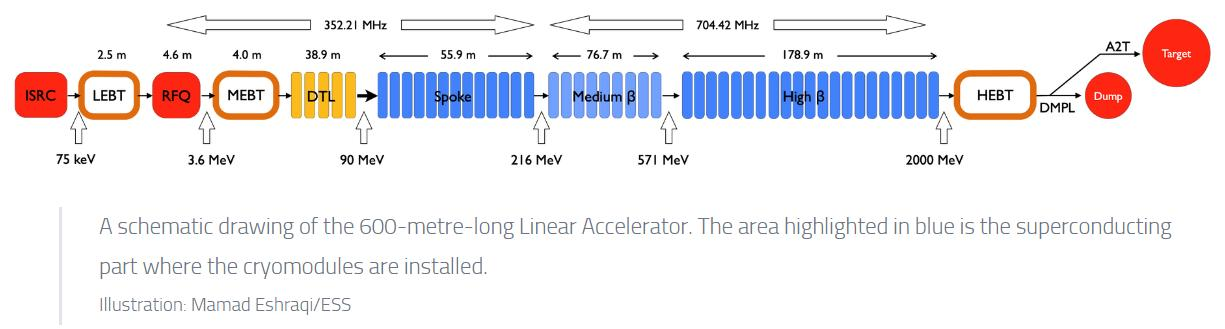 352.21 MHz 704.42 MHz
2.5 m 4.6 m 4.0 m 38.9 m 55.9 m 76.7 m 178.9 m
A2T Target
ISRC LEBT RFQ MEBT DTL Spoke Medium β High β HEBT DMPL Dump
75 keV 3.6 MeV 90 MeV 216 MeV 571 MeV 2000 MeV
A schematic drawing of the 600-metre-long Linear Accelerator. The area highlighted in blue is the superconducting
part where the cryomodules are installed.
Illustration: Mamad Eshraqi/ESS